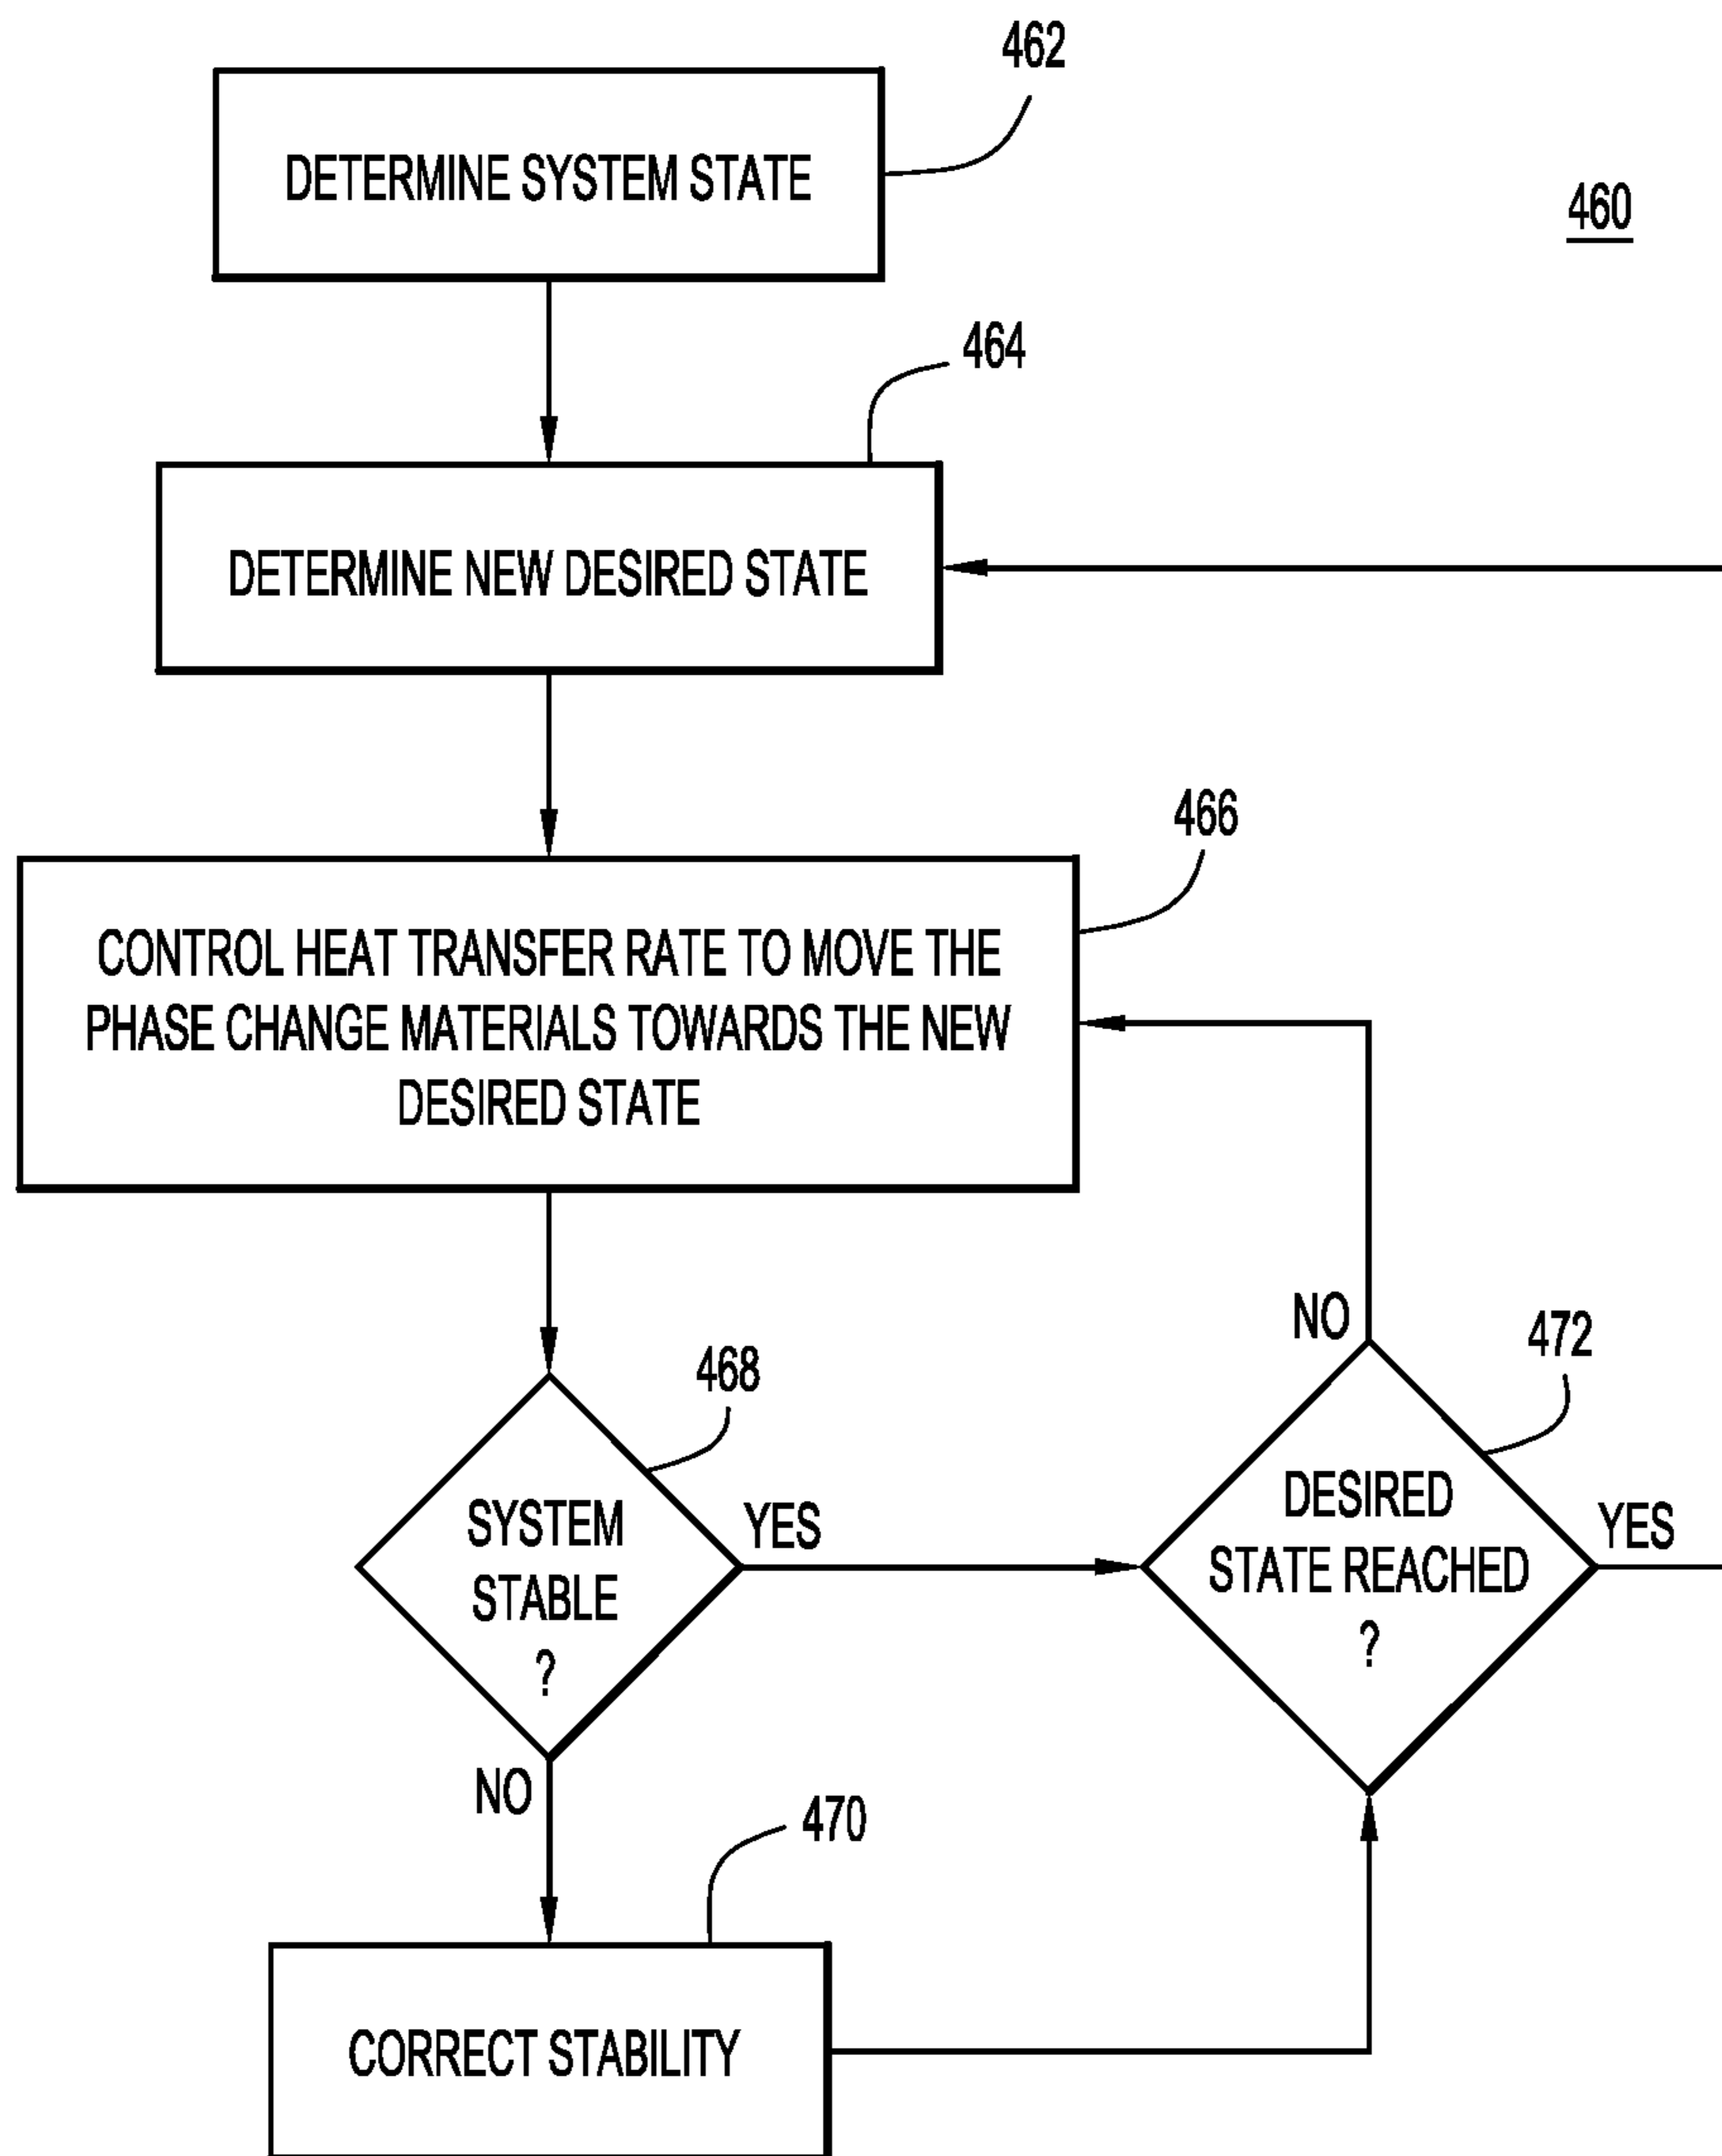 462
DETERMINE SYSTEM STATE
460
464
DETERMINE NEW DESIRED STATE
466
CONTROL HEAT TRANSFER RATE TO MOVE THE
PHASE CHANGE MATERIALS TOWARDS THE NEW
DESIRED STATE
468
SYSTEM
STABLE
?
YES
NO
472
DESIRED
STATE REACHED
?
NO
YES
470
CORRECT STABILITY